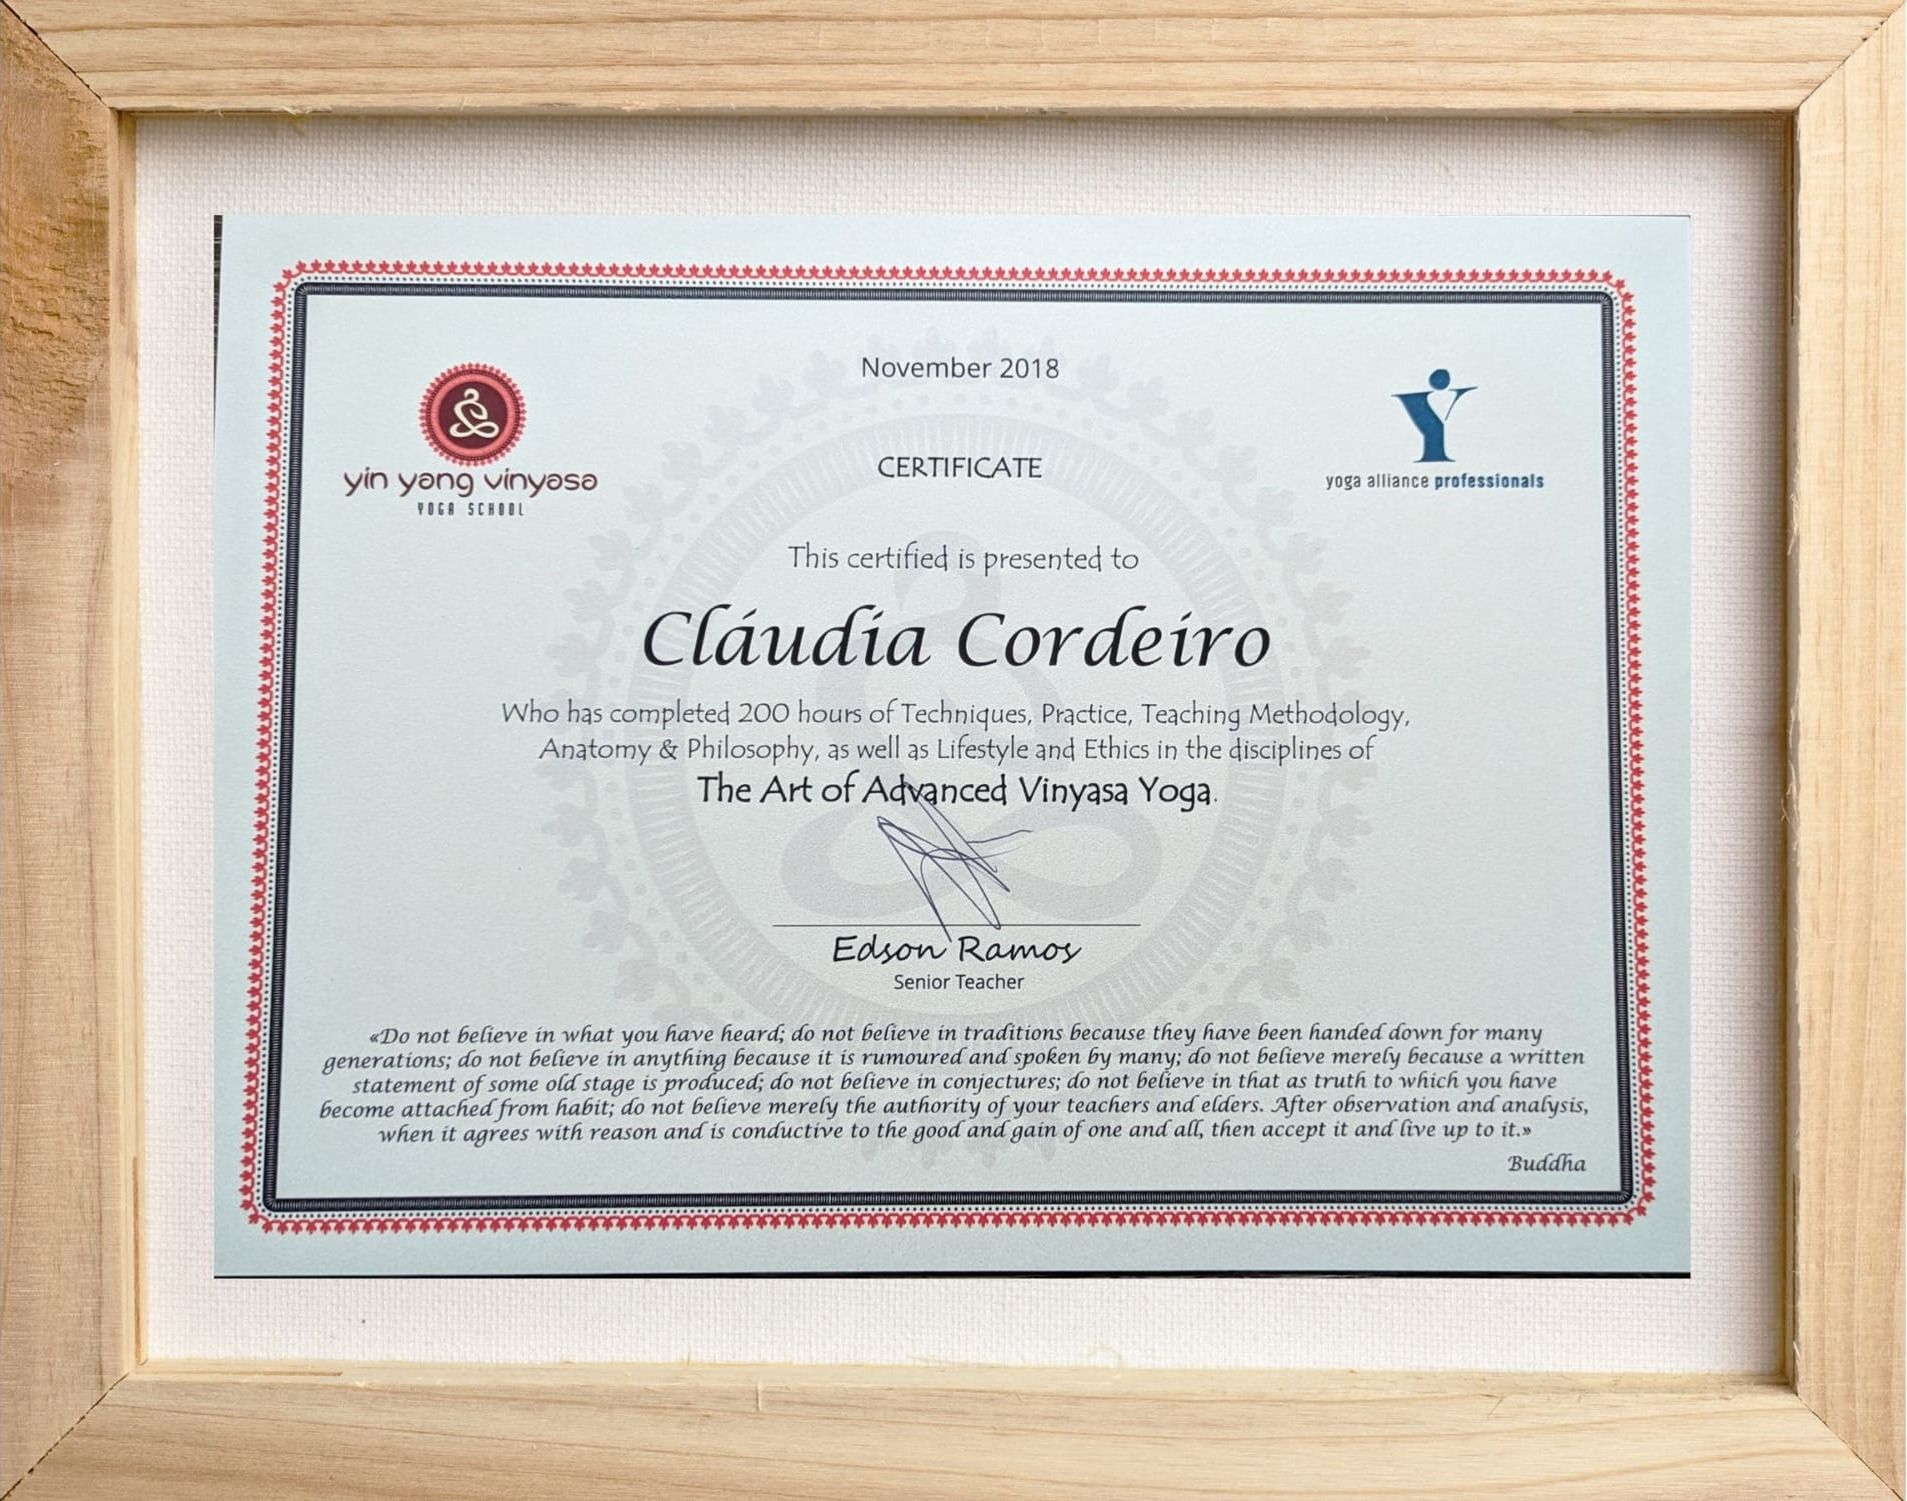 November 2018
yin yang vinyasa
YOGA SCHOOL
CERTIFICATE
yoga alliance professionals
This certified is presented to
Cláudia Cordeiro
Who has completed 200 hours of Techniques, Practice, Teaching Methodology,
Anatomy & Philosophy, as well as Lifestyle and Ethics in the disciplines of
The Art of Advanced Vinyasa Yoga.
Edson Ramos
Senior Teacher
«Do not believe in what you have heard; do not believe in traditions because they have been handed down for many
generations; do not believe in anything because it is rumoured and spoken by many; do not believe merely because a written
statement of some old stage is produced; do not believe in conjectures; do not believe in that as truth to which you have
become attached from habit; do not believe merely the authority of your teachers and elders. After observation and analysis,
when it agrees with reason and is conductive to the good and gain of one and all, then accept it and live up to it.»
Buddha